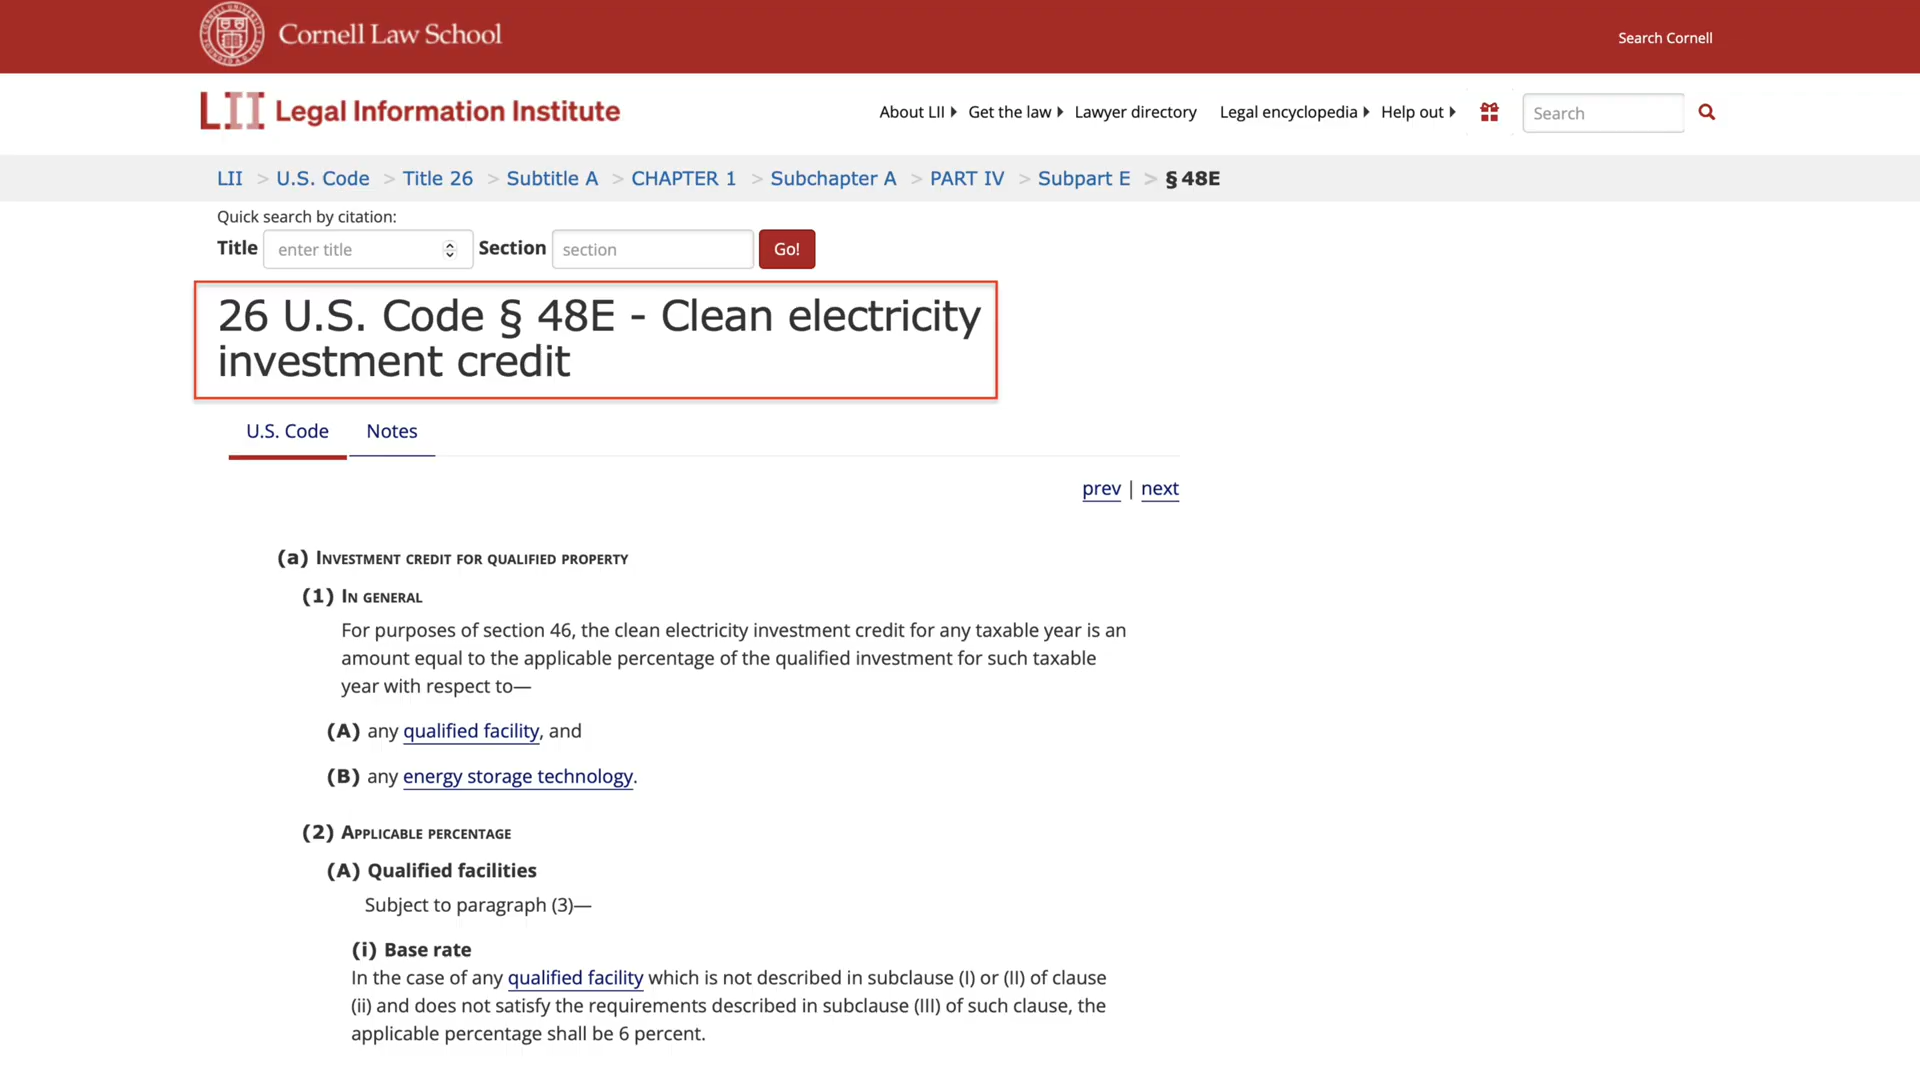 Cornell Law School
Search Cornell
LII Legal Information Institute
About LII Get the law Lawyer directory Legal encyclopedia Help out Search
LII > U.S. Code > Title 26 > Subtitle A > CHAPTER 1 > Subchapter A > PART IV > Subpart E > § 48E
Quick search by citation:
Title enter title Section section Go!
26 U.S. Code § 48E - Clean electricity
investment credit
U.S. Code Notes
prev | next
(a) Investment credit for qualified property
(1) In general
For purposes of section 46, the clean electricity investment credit for any taxable year is an
amount equal to the applicable percentage of the qualified investment for such taxable
year with respect to—
(A) any qualified facility, and
(B) any energy storage technology.
(2) Applicable percentage
(A) Qualified facilities
Subject to paragraph (3)—
(i) Base rate
In the case of any qualified facility which is not described in subclause (I) or (II) of clause
(ii) and does not satisfy the requirements described in subclause (III) of such clause, the
applicable percentage shall be 6 percent.